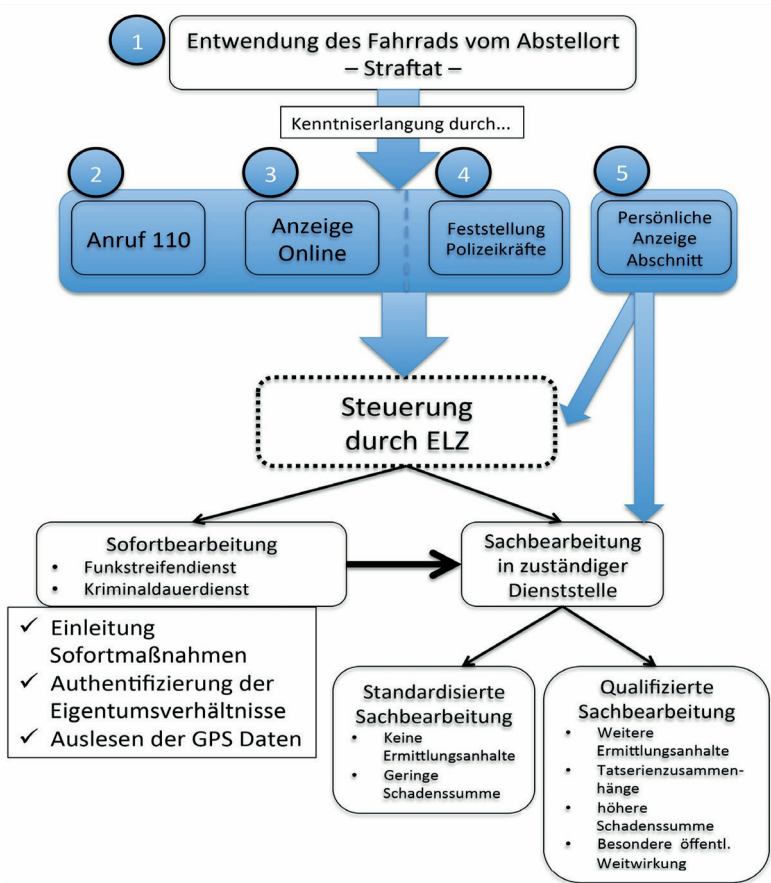 1
Entwendung des Fahrrads vom Abstellort
– Straftat –
Kenntniserlangung durch...
2
3
4
5
Anruf 110
Anzeige
Online
Feststellung
Polizeikräfte
Persönliche
Anzeige
Abschnitt
Steuerung
durch ELZ
Sofortbearbeitung
• Funkstreifendienst
• Kriminaldauerdienst
Sachbearbeitung
in zuständiger
Dienststelle
✓ Einleitung
Sofortmaßnahmen
✓ Authentifizierung der
Eigentumsverhältnisse
✓ Auslesen der GPS Daten
Standardisierte
Sachbearbeitung
• Keine
Ermittlungsanhalte
• Geringe
Schadenssumme
Qualifizierte
Sachbearbeitung
• Weitere
Ermittlungsanhalte
• Tatserienzusammen-
hänge
• höhere
Schadenssumme
• Besondere öffentl.
Weitwirkung